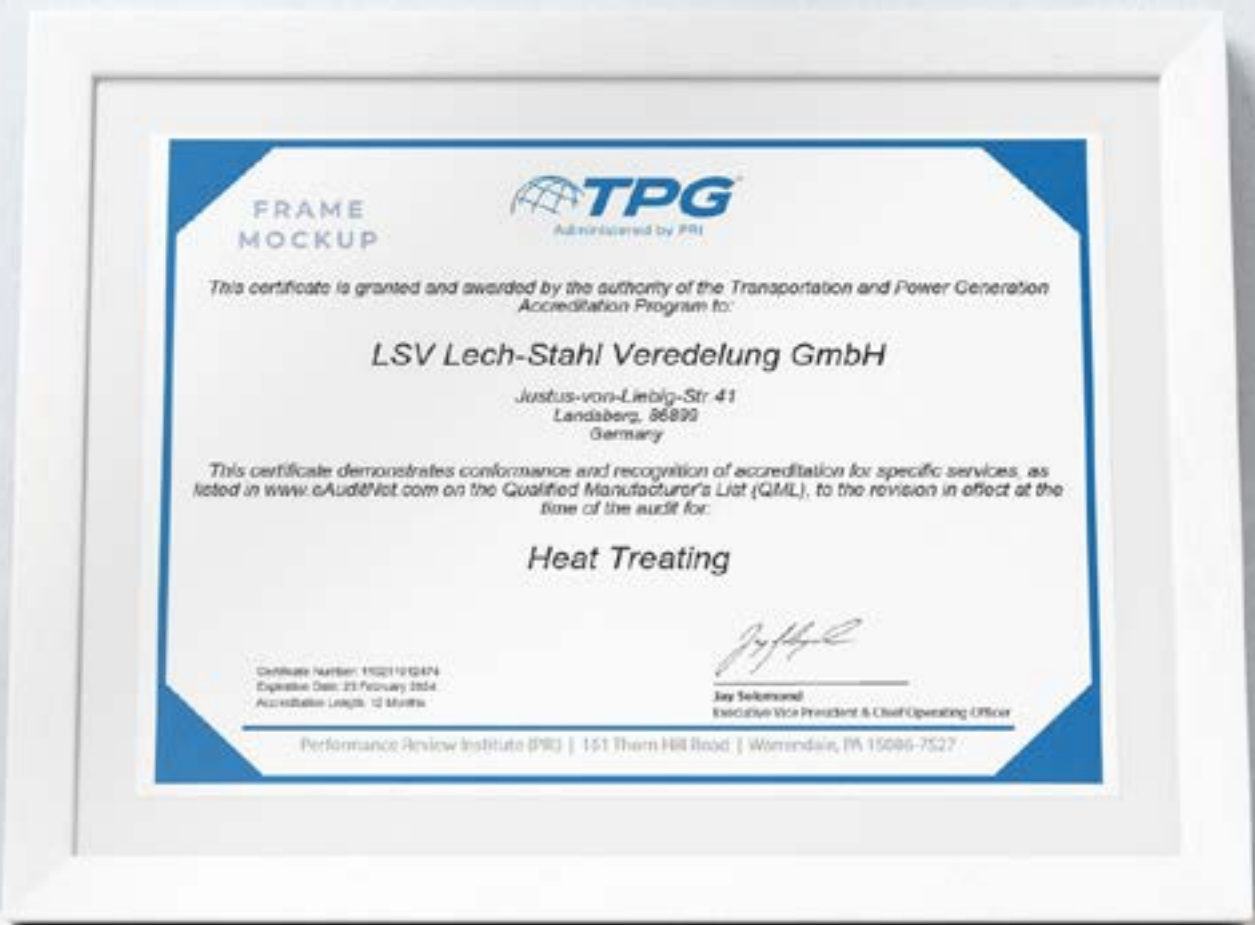 FRAME
MOCKUP
TPG
Administered by PRI
This certificate is granted and awarded by the authority of the Transportation and Power Generation
Accreditation Program to:
LSV Lech-Stahl Veredelung GmbH
Justus-von-Liebig-Str 41
Landsberg, 86899
Germany
This certificate demonstrates conformance and recognition of accreditation for specific services, as
listed in www.eAuditNet.com on the Qualified Manufacturer's List (QML), to the revision in effect at the
time of the audit for:
Heat Treating
Certificate Number:
Expiration Date: 23 February 2024
Accreditation Length: 12 Months
Jay Solomond
Executive Vice President & Chief Operating Officer
Performance Review Institute (PRI) | 161 Thorn Hill Road | Warrendale, PA 15086-7527